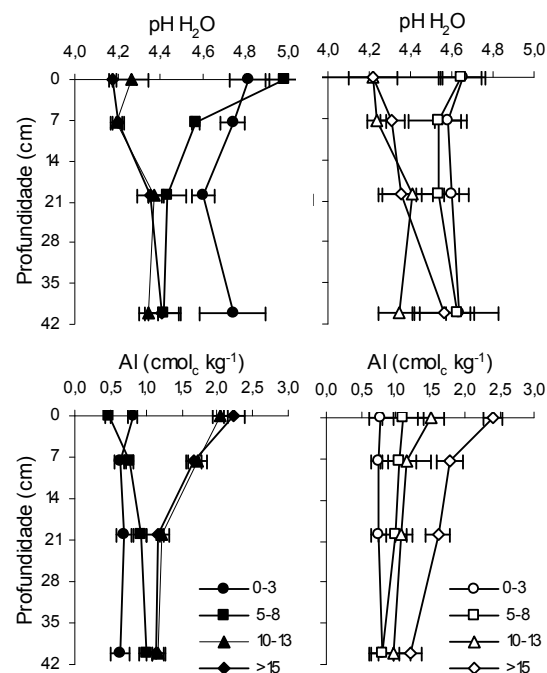 pH H₂O
4,0 4,2 4,4 4,6 4,8 5,0
0
7
14
21
28
35
42
Profundidade (cm)
pH H₂O
4,0 4,2 4,4 4,6 4,8 5,0
Al (cmol_c kg⁻¹)
0,0 0,5 1,0 1,5 2,0 2,5 3,0
0
7
14
21
28
35
42
Profundidade (cm)
0-3
5-8
10-13
>15
Al (cmol_c kg⁻¹)
0,0 0,5 1,0 1,5 2,0 2,5 3,0
0-3
5-8
10-13
>15